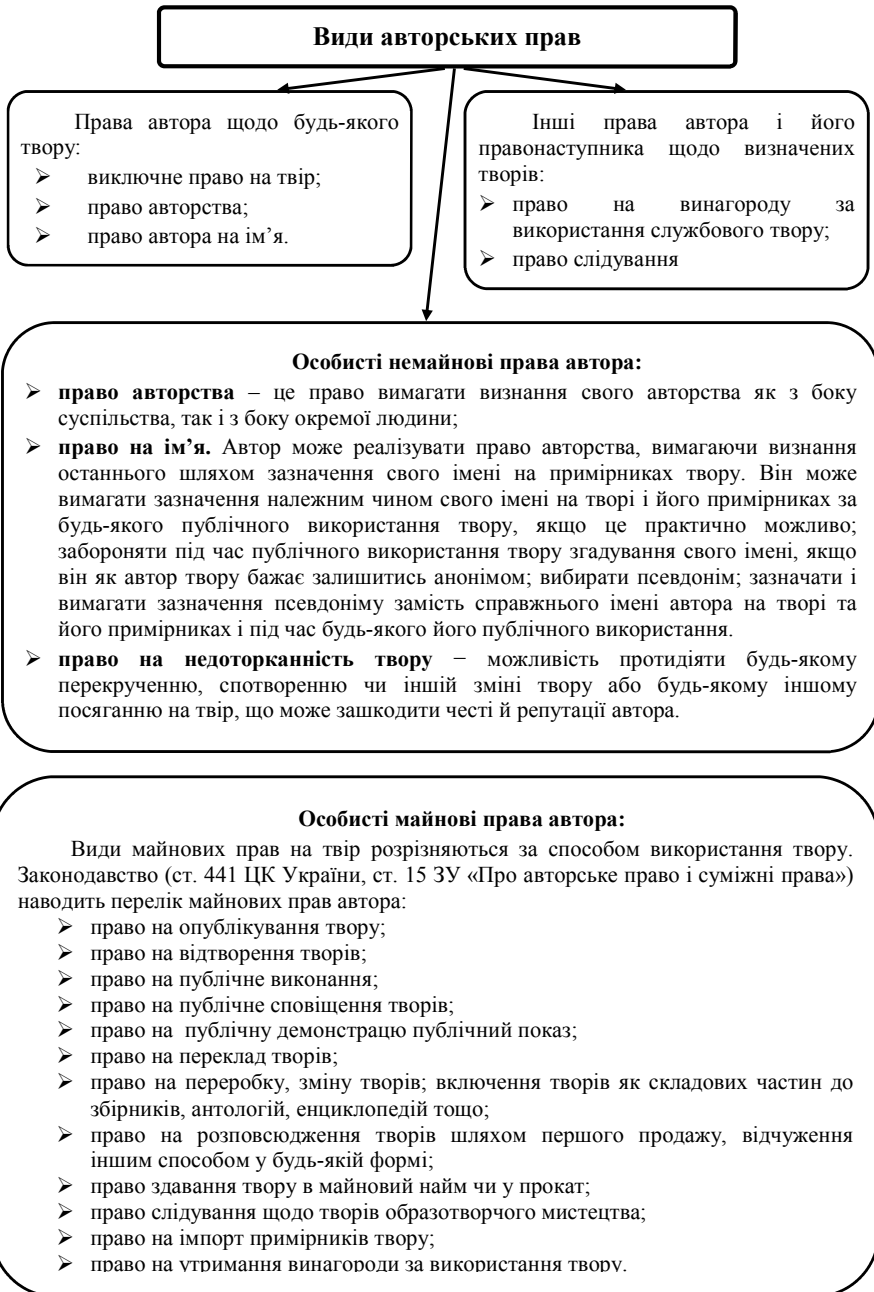 Види авторських прав
Права автора щодо будь-якого
твору:
➢ виключне право на твір;
➢ право авторства;
➢ право автора на ім’я.
Інші права автора і його
правонаступника щодо визначених
творів:
➢ право на винагороду за
використання службового твору;
➢ право слідування
Особисті немайнові права автора:
➢ право авторства – це право вимагати визнання свого авторства як з боку
суспільства, так і з боку окремої людини;
➢ право на ім’я. Автор може реалізувати право авторства, вимагаючи визнання
останнього шляхом зазначення свого імені на примірниках твору. Він може
вимагати зазначення належним чином свого імені на творі і його примірниках за
будь-якого публічного використання твору, якщо це практично можливо;
забороняти під час публічного використання твору згадування свого імені, якщо
він як автор твору бажає залишитись анонімом; вибирати псевдонім; зазначати і
вимагати зазначення псевдоніму замість справжнього імені автора на творі та
його примірниках і під час будь-якого його публічного використання.
➢ право на недоторканність твору − можливість протидіяти будь-якому
перекрученню, спотворенню чи іншій зміні твору або будь-якому іншому
посяганню на твір, що може зашкодити честі й репутації автора.
Особисті майнові права автора:
Види майнових прав на твір розрізняються за способом використання твору.
Законодавство (ст. 441 ЦК України, ст. 15 ЗУ «Про авторське право і суміжні права»)
наводить перелік майнових прав автора:
➢ право на опублікування твору;
➢ право на відтворення творів;
➢ право на публічне виконання;
➢ право на публічне сповіщення творів;
➢ право на публічну демонстрацю публічний показ;
➢ право на переклад творів;
➢ право на переробку, зміну творів; включення творів як складових частин до
збірників, антологій, енциклопедій тощо;
➢ право на розповсюдження творів шляхом першого продажу, відчуження
іншим способом у будь-якій формі;
➢ право здавання твору в майновий найм чи у прокат;
➢ право слідування щодо творів образотворчого мистецтва;
➢ право на імпорт примірників твору;
➢ право на утримання винагороди за використання твору.